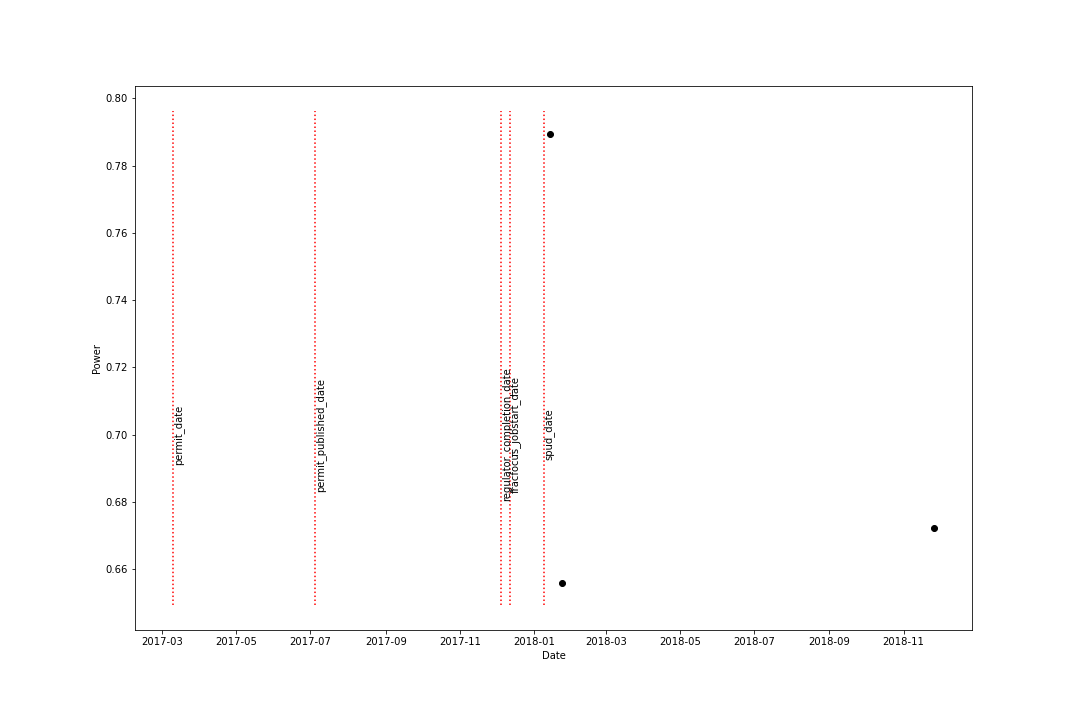 0.80
0.78
0.76
0.74
0.72
0.70
0.68
0.66
Power
permit_date
permit_published_date
regulator_completion_date
fracfocus_jobstart_date
spud_date
2017-03
2017-05
2017-07
2017-09
2017-11
2018-01
2018-03
2018-05
2018-07
2018-09
2018-11
Date